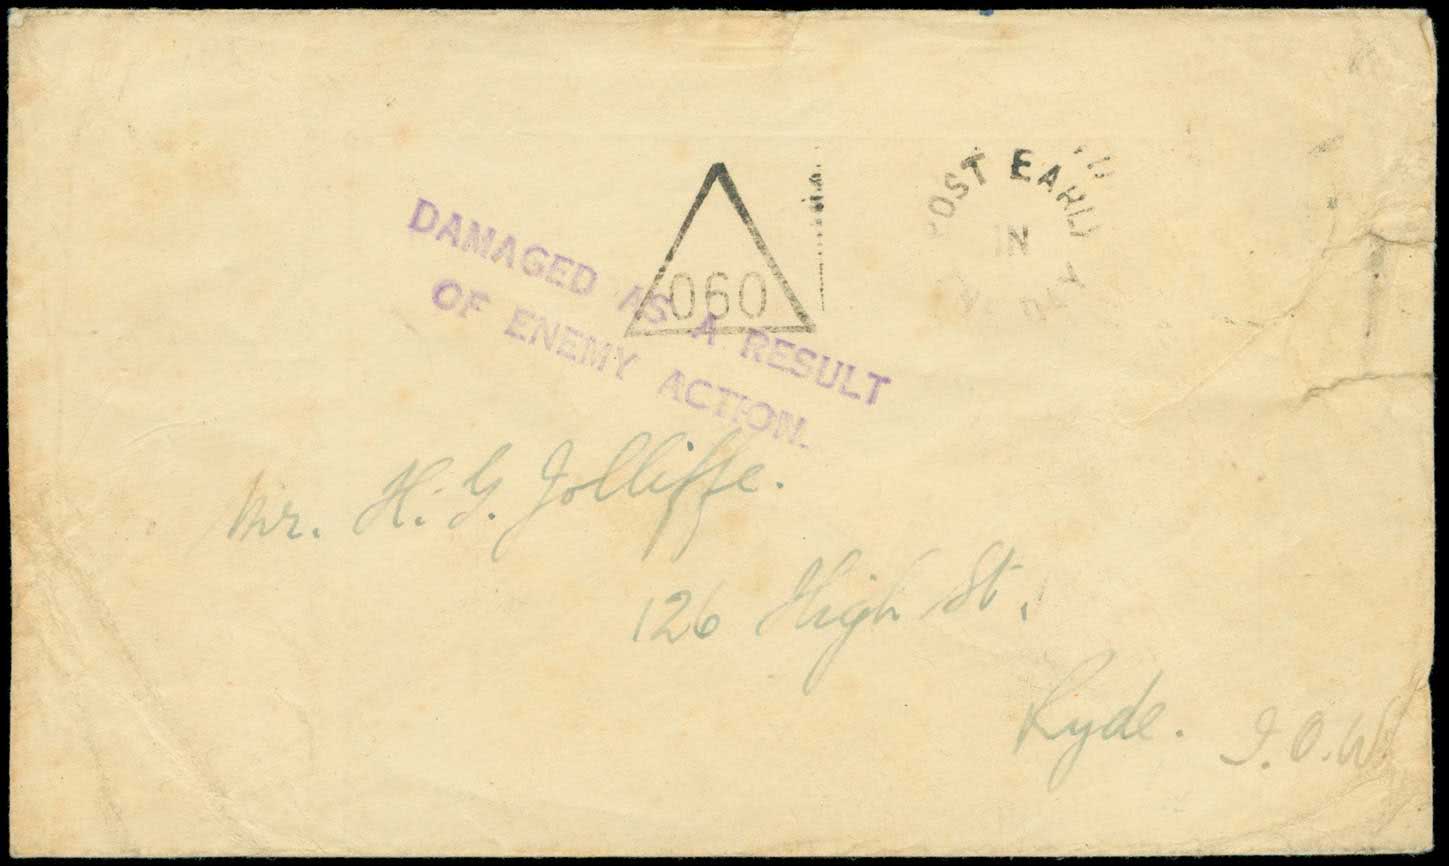 POST EARLY
IN
DAY
060
DAMAGED AS A RESULT
OF ENEMY ACTION.
Mr. H. G. Jolliffe.
126 High St.
Ryde. I.O.W.